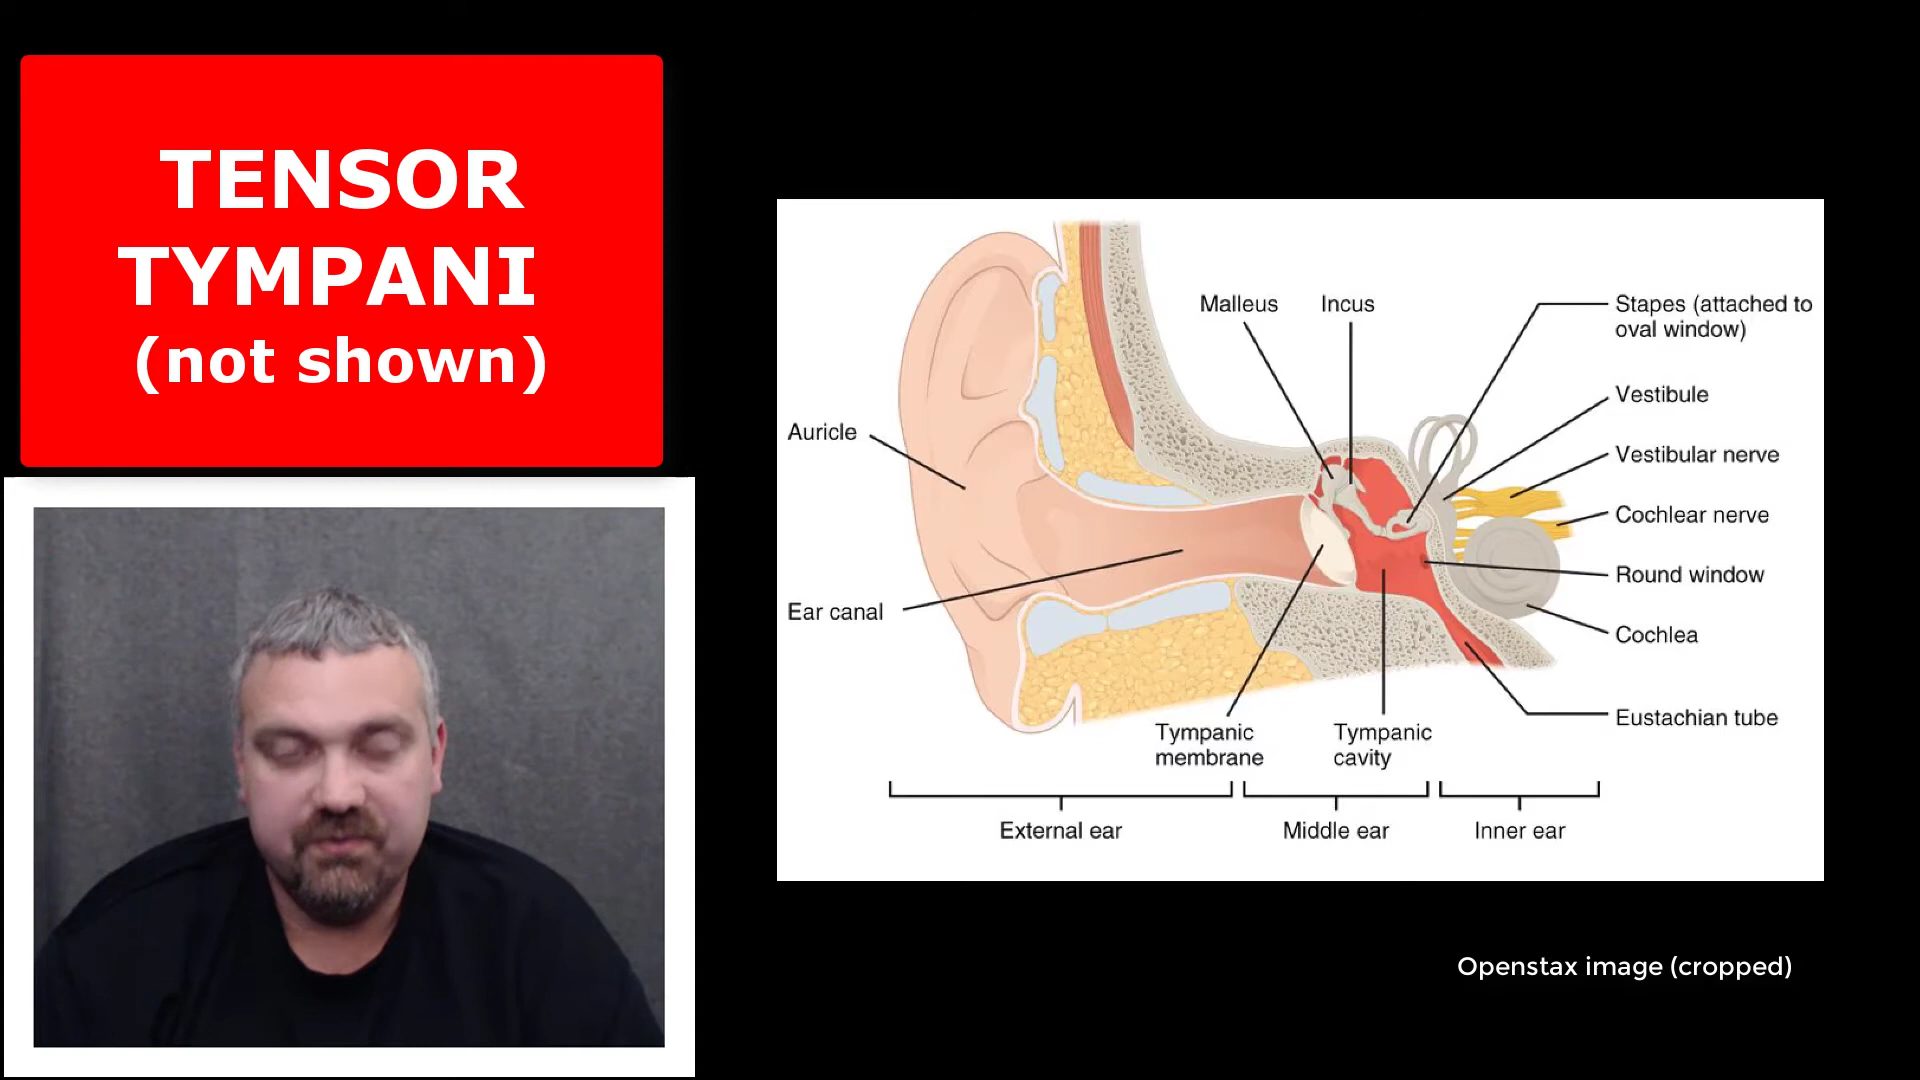 TENSOR
TYMPANI
(not shown)
Malleus
Incus
Stapes (attached to
oval window)
Vestibule
Auricle
Vestibular nerve
Cochlear nerve
Round window
Ear canal
Cochlea
Eustachian tube
Tympanic
membrane
Tympanic
cavity
External ear
Middle ear
Inner ear
Openstax image (cropped)